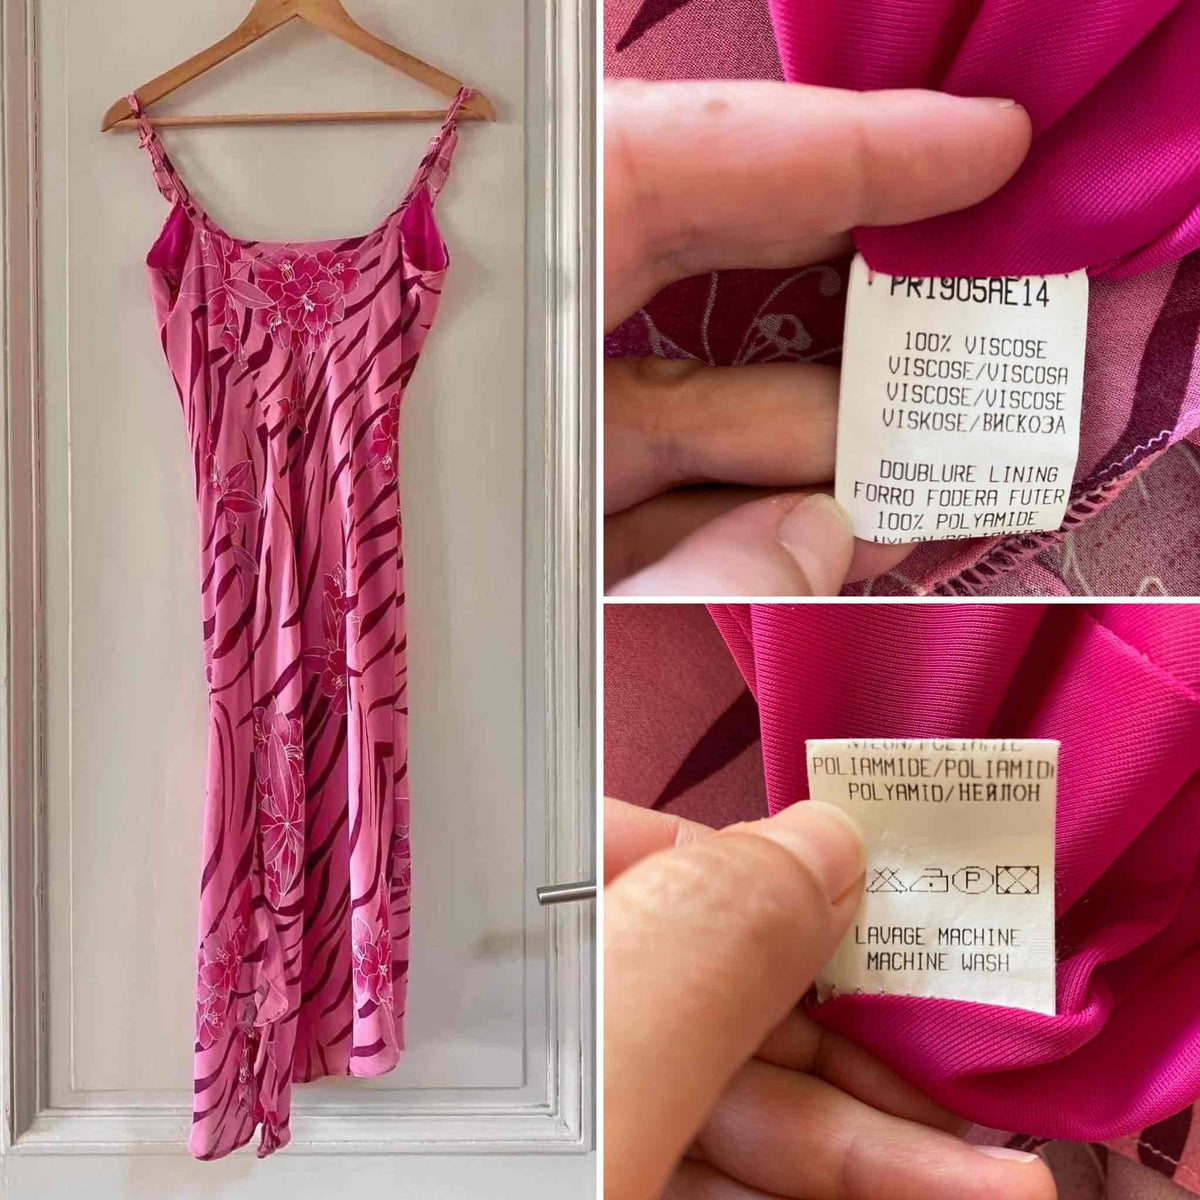 PR1905AE14
100% VISCOSE
VISCOSE/VISCOSA
VISCOSE/VISCOSE
VISKOSE/ВИСКОЗА
DOUBLURE LINING
FORRO FODERA FUTER
100% POLYAMIDE
POLIAMMIDE/POLIAMID
POLYAMID/НЕЙЛОН
P
LAVAGE MACHINE
MACHINE WASH